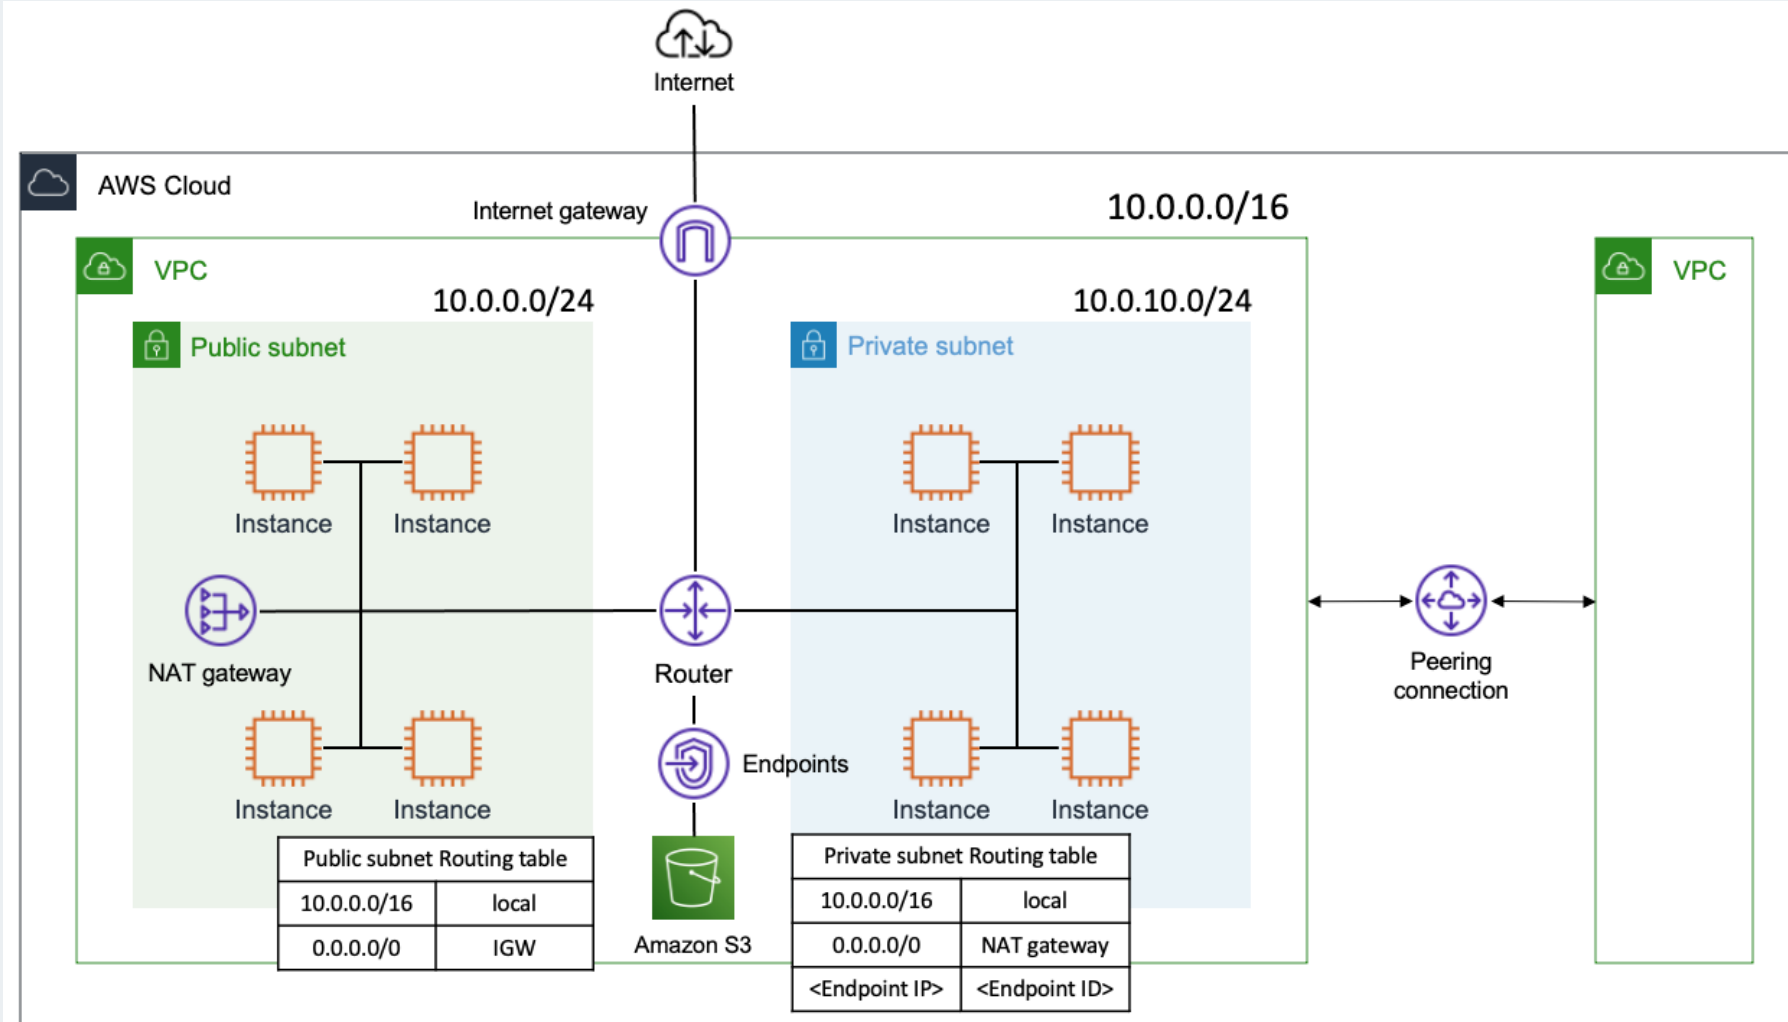 Internet
AWS Cloud
Internet gateway
10.0.0.0/16
VPC
VPC
10.0.0.0/24
10.0.10.0/24
Public subnet
Private subnet
Instance
Instance
Instance
Instance
NAT gateway
Router
Peering
connection
Endpoints
Instance
Instance
Instance
Instance
Public subnet Routing table
10.0.0.0/16 local
0.0.0.0/0 IGW
Amazon S3
Private subnet Routing table
10.0.0.0/16 local
0.0.0.0/0 NAT gateway
<Endpoint IP> <Endpoint ID>